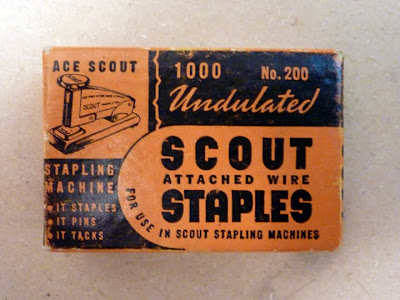 ACE SCOUT
SCOUT
STAPLING
MACHINE
IT STAPLES
IT PINS
IT TACKS
1000 No. 200
Undulated
SCOUT
ATTACHED WIRE
STAPLES
FOR USE IN SCOUT STAPLING MACHINES